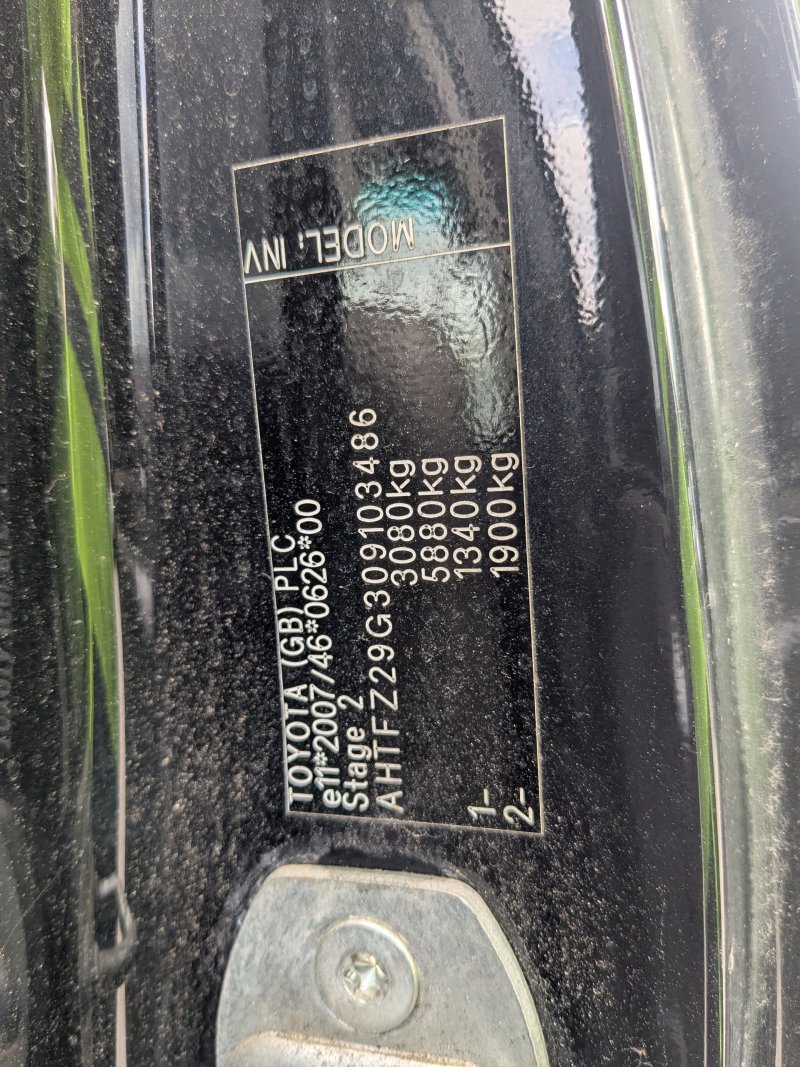 TOYOTA (GB) PLC
e11*2007/46*0626*00
Stage 2
AHTFZ29G309103486
3080kg
5880kg
1- 1340kg
2- 1900kg
MODEL: INV